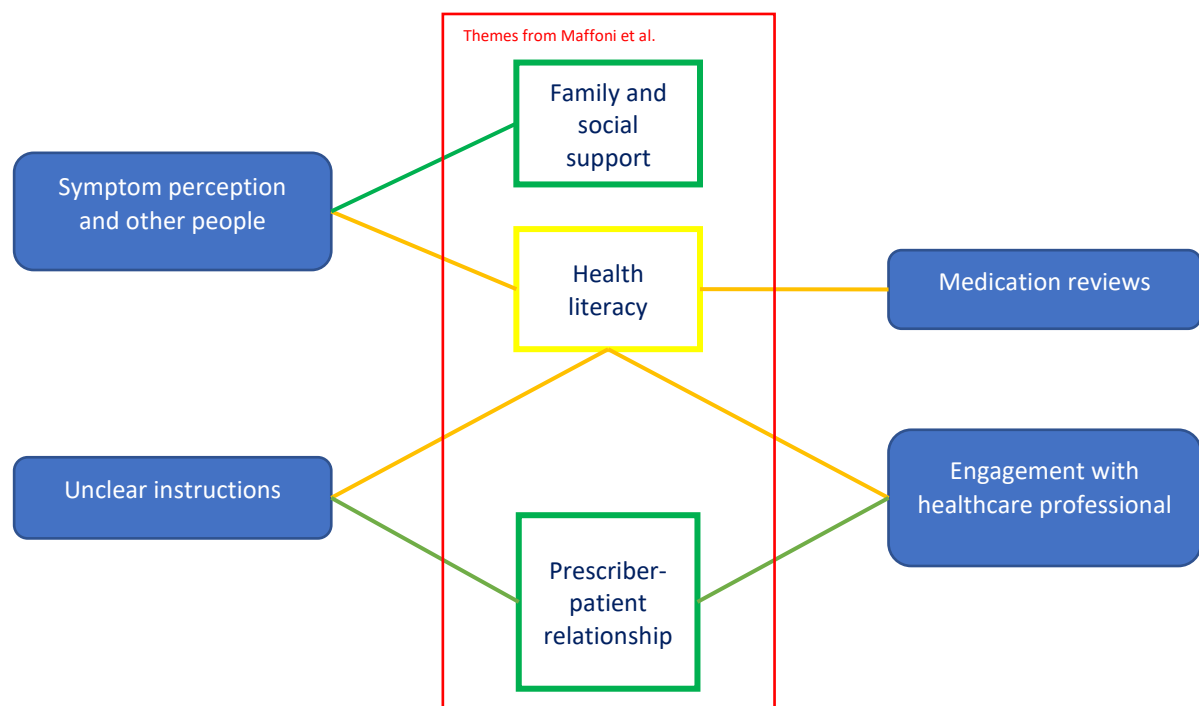 Themes from Maffoni et al.
Family and
social
support
Symptom perception
and other people
Health
literacy
Medication reviews
Unclear instructions
Engagement with
healthcare professional
Prescriber-
patient
relationship